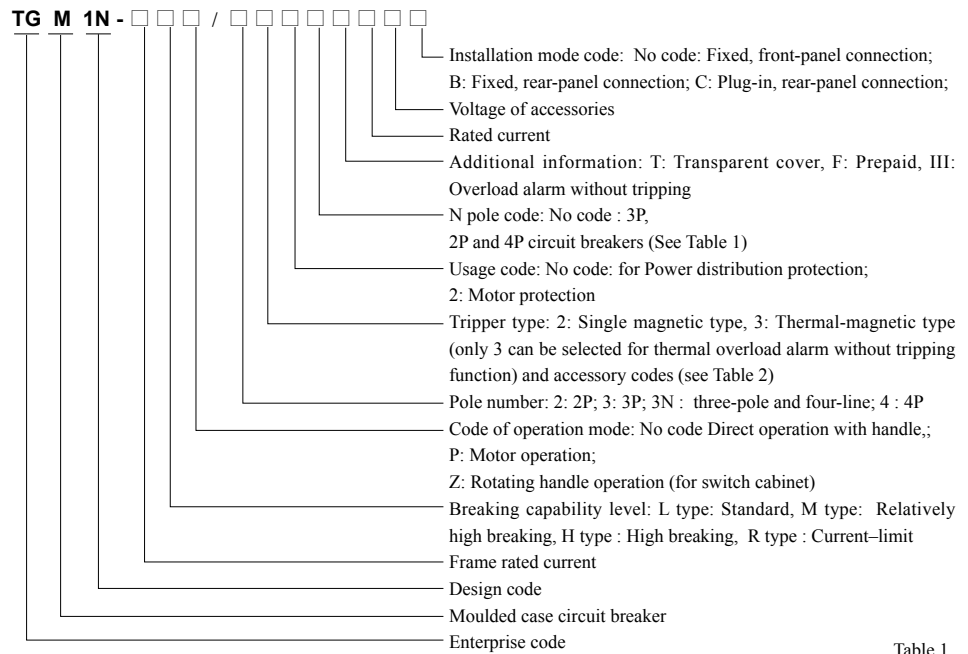 TG M 1N - □ □ □ / □ □ □ □ □ □ □ □
Installation mode code: No code: Fixed, front-panel connection;
B: Fixed, rear-panel connection; C: Plug-in, rear-panel connection;
Voltage of accessories
Rated current
Additional information: T: Transparent cover, F: Prepaid, III:
Overload alarm without tripping
N pole code: No code : 3P,
2P and 4P circuit breakers (See Table 1)
Usage code: No code: for Power distribution protection;
2: Motor protection
Tripper type: 2: Single magnetic type, 3: Thermal-magnetic type
(only 3 can be selected for thermal overload alarm without tripping
function) and accessory codes (see Table 2)
Pole number: 2: 2P; 3: 3P; 3N : three-pole and four-line; 4 : 4P
Code of operation mode: No code Direct operation with handle,;
P: Motor operation;
Z: Rotating handle operation (for switch cabinet)
Breaking capability level: L type: Standard, M type: Relatively
high breaking, H type : High breaking, R type : Current–limit
Frame rated current
Design code
Moulded case circuit breaker
Enterprise code
Table 1